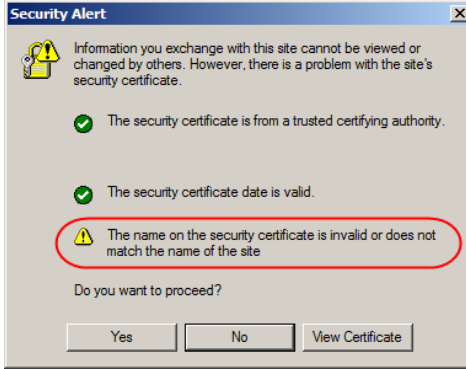 Security Alert
Information you exchange with this site cannot be viewed or
changed by others. However, there is a problem with the site's
security certificate.
The security certificate is from a trusted certifying authority.
The security certificate date is valid.
The name on the security certificate is invalid or does not
match the name of the site
Do you want to proceed?
Yes
No
View Certificate